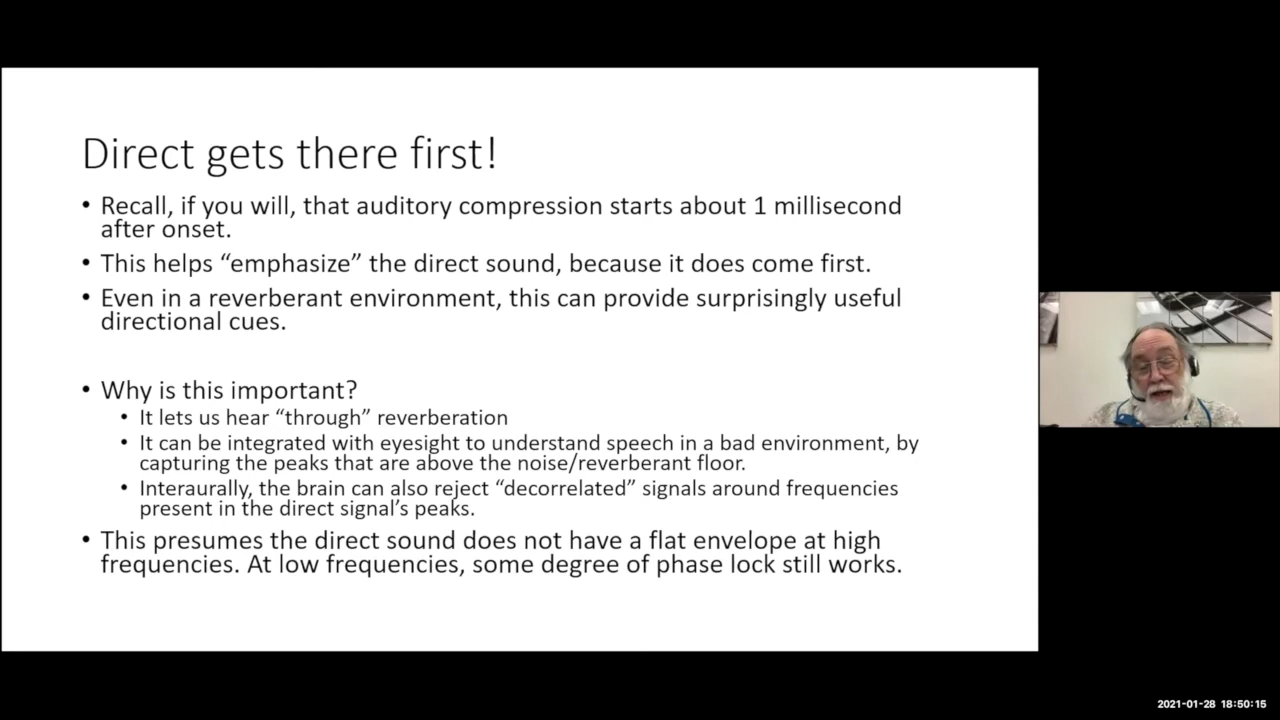 Direct gets there first!
• Recall, if you will, that auditory compression starts about 1 millisecond
after onset.
• This helps “emphasize” the direct sound, because it does come first.
• Even in a reverberant environment, this can provide surprisingly useful
directional cues.
• Why is this important?
• It lets us hear “through” reverberation
• It can be integrated with eyesight to understand speech in a bad environment, by
capturing the peaks that are above the noise/reverberant floor.
• Interaurally, the brain can also reject “decorrelated” signals around frequencies
present in the direct signal’s peaks.
• This presumes the direct sound does not have a flat envelope at high
frequencies. At low frequencies, some degree of phase lock still works.
2021-01-28 18:50:15